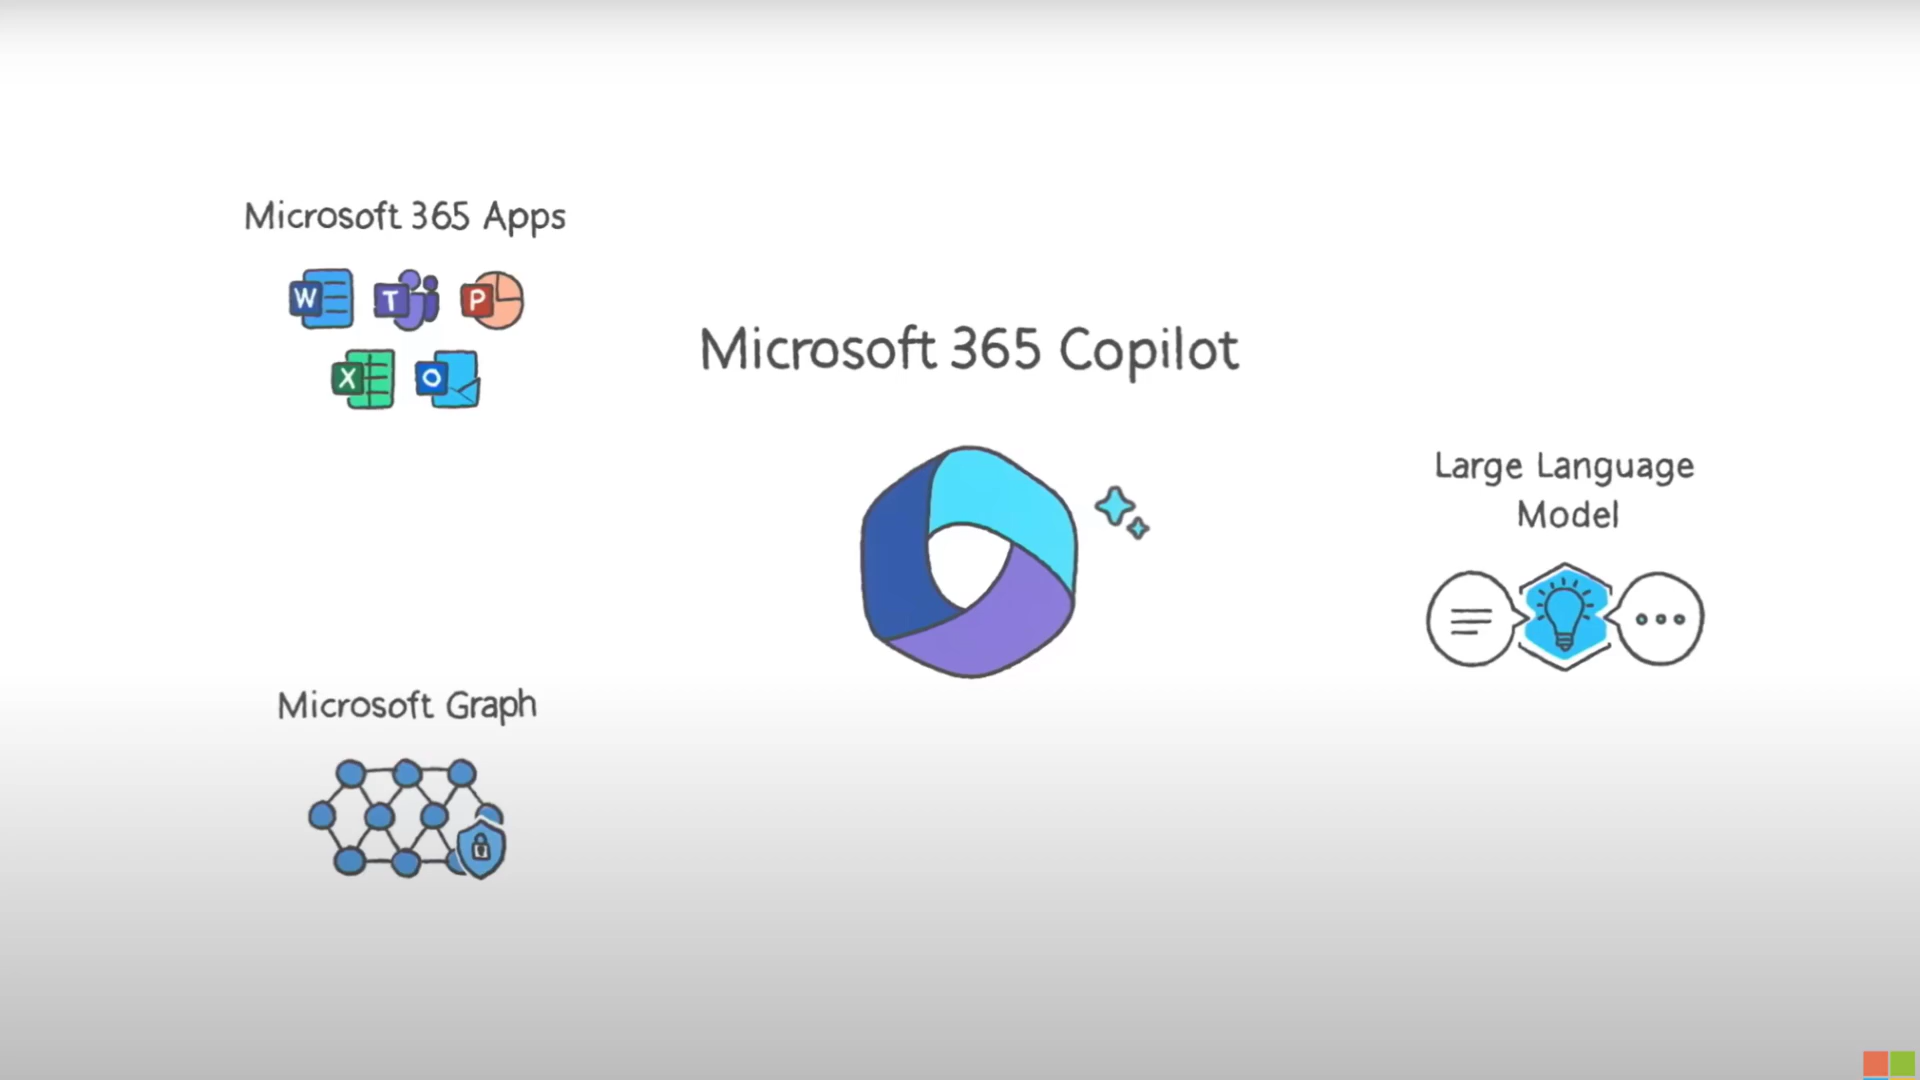 Microsoft 365 Apps
W
T
P
X
O
Microsoft 365 Copilot
Large Language
Model
Microsoft Graph